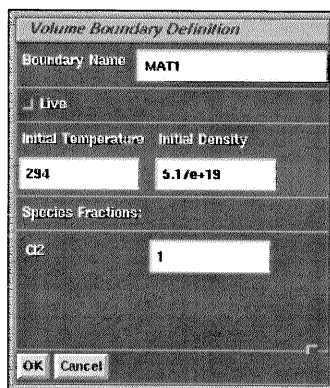 Volume Boundary Definition
Boundary Name MAT1
Live
Initial Temperature Initial Density
294 5.17e+19
Species Fractions:
Cl2 1
OK Cancel